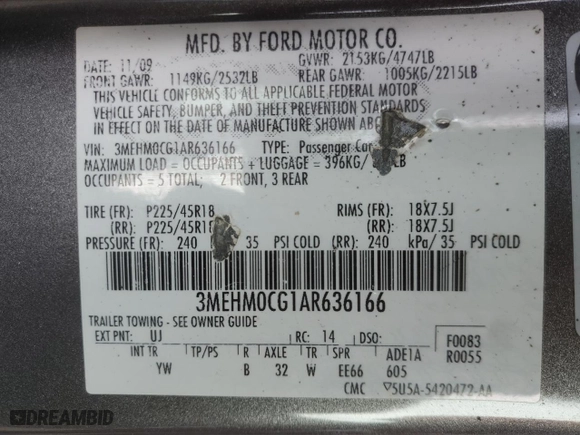 MFD. BY FORD MOTOR CO.
DATE: 11/09 GVWR: 2153KG/4747LB
FRONT GAWR: 1149KG/2532LB REAR GAWR: 1005KG/2215LB
THIS VEHICLE CONFORMS TO ALL APPLICABLE FEDERAL MOTOR
VEHICLE SAFETY, BUMPER, AND THEFT PREVENTION STANDARDS
IN EFFECT ON THE DATE OF MANUFACTURE SHOWN
VIN: 3MEHM0CG1AR636166 TYPE: Passenger Car
MAXIMUM LOAD = OCCUPANTS + LUGGAGE = 396KG/
OCCUPANTS = 5 TOTAL; 2 FRONT, 3 REAR
TIRE (FR): P225/45R18 RIMS (FR): 18X7.5J
(RR): (RR): 18X7.5J
PRESSURE (FR): 240 35 PSI COLD (RR): 240 kPa/ 35 PSI COLD
3MEHM0CG1AR636166
TRAILER TOWING - SEE OWNER GUIDE
EXT PNT: UJ RC: 14 DSO: F0083
INT TR TP/PS R AXLE TR SPR ADE1A R0055
YW B 32 W EE66 605
CMC 5U5A-5420472-AA
© DREAMBID